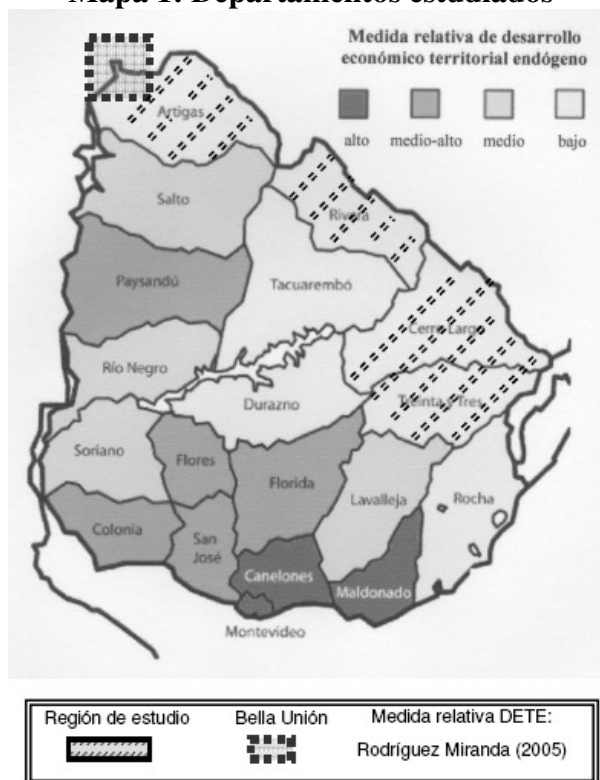 Mapa 1: Departamentos estudiados
Medida relativa de desarrollo
económico territorial endógeno
alto medio-alto medio bajo
Artigas
Salto
Rivera
Paysandú
Tacuarembó
Cerro Largo
Río Negro
Durazno
Treinta y Tres
Soriano
Flores
Florida
Lavalleja
Rocha
Colonia
San
José
Canelones
Maldonado
Montevideo
Región de estudio Bella Unión Medida relativa DETE:
Rodríguez Miranda (2005)